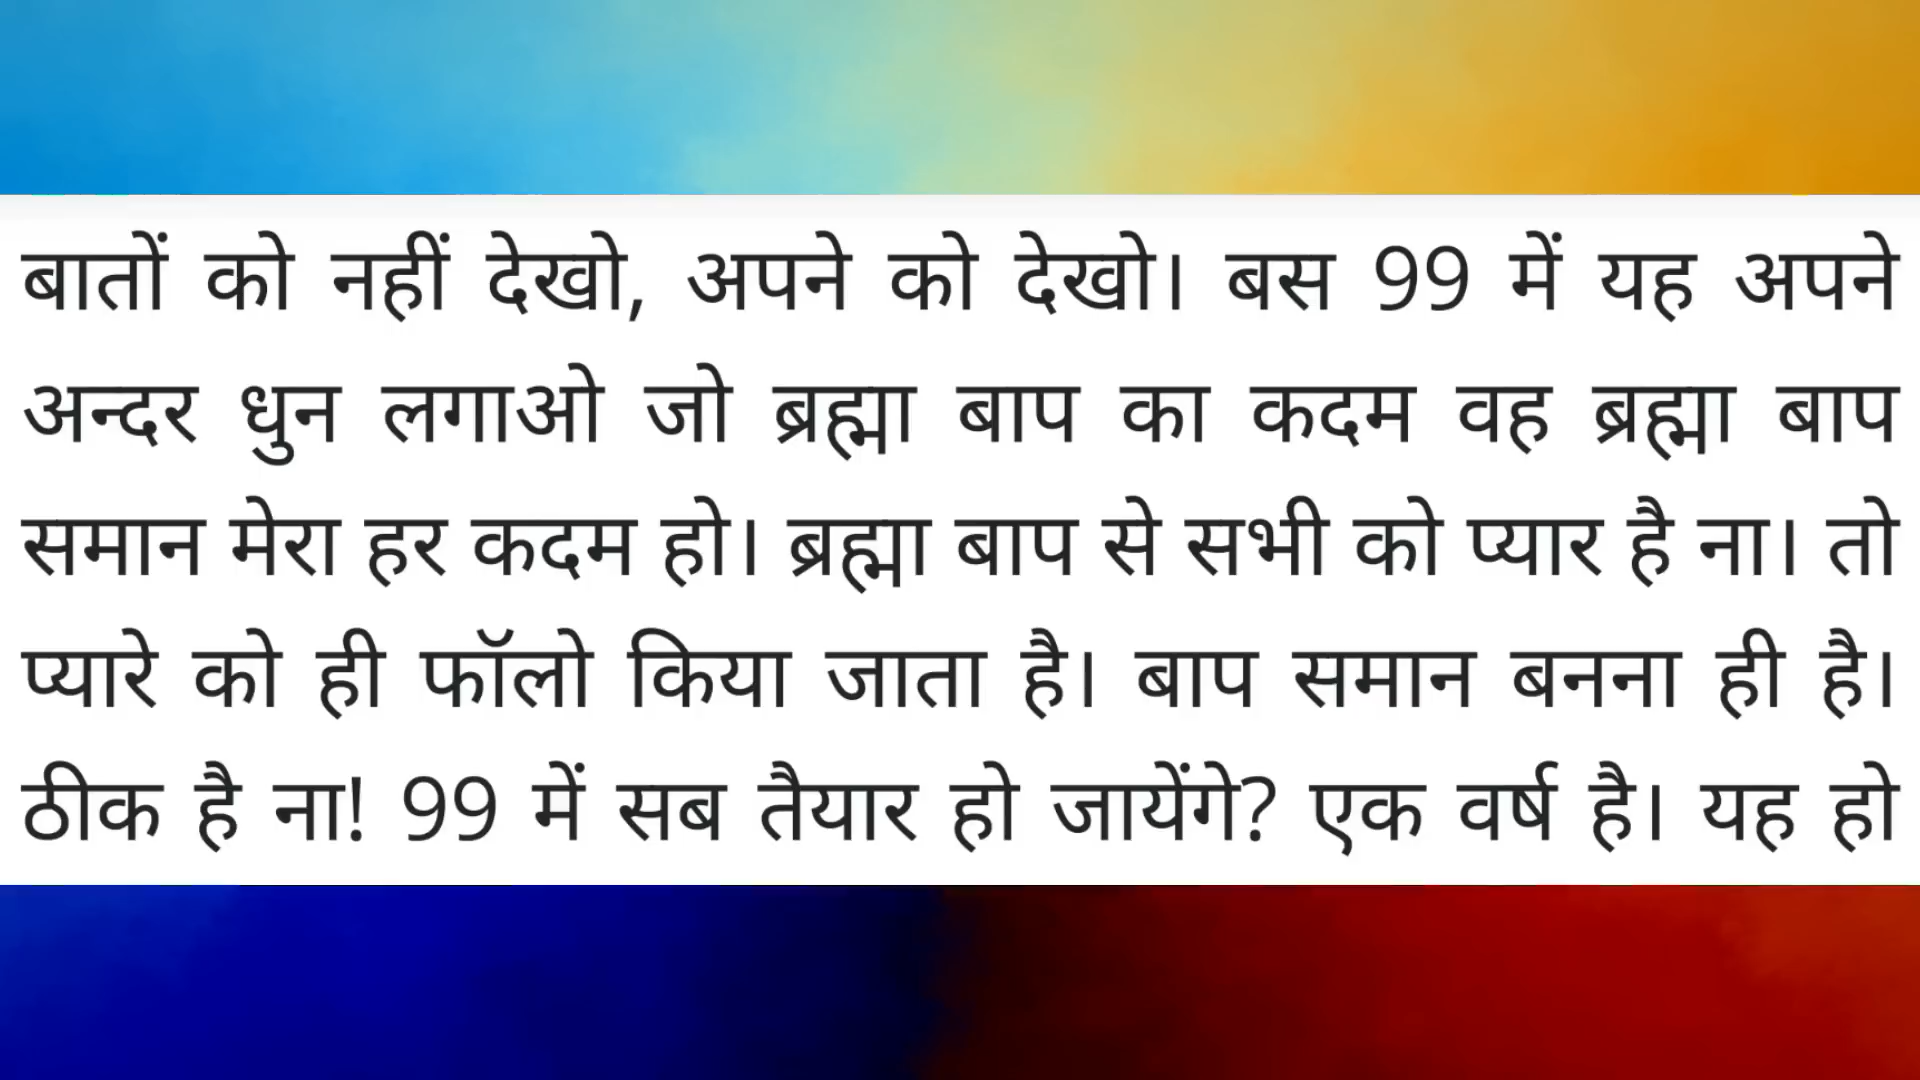 बातों को नहीं देखो, अपने को देखो। बस 99 में यह अपने
अन्दर धुन लगाओ जो ब्रह्मा बाप का कदम वह ब्रह्मा बाप
समान मेरा हर कदम हो। ब्रह्मा बाप से सभी को प्यार है ना। तो
प्यारे को ही फॉलो किया जाता है। बाप समान बनना ही है।
ठीक है ना! 99 में सब तैयार हो जायेंगे? एक वर्ष है। यह हो